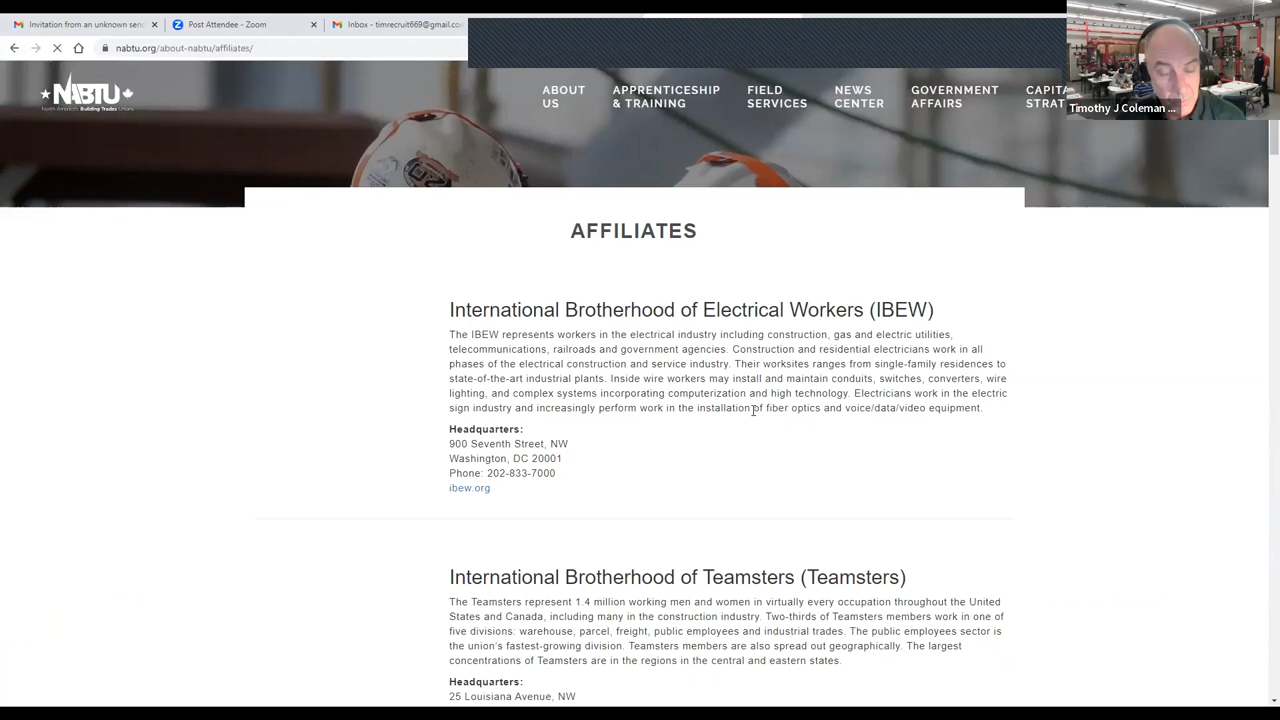 Invitation from an unknown sen
Post Attendee - Zoom
Inbox - timrecruit669@gmail.co
nabtu.org/about-nabtu/affiliates/
NABTU
North America's Building Trades Unions
ABOUT US
APPRENTICESHIP & TRAINING
FIELD SERVICES
NEWS CENTER
GOVERNMENT AFFAIRS
CAPITA
STRAT
Timothy J Coleman ...
AFFILIATES
International Brotherhood of Electrical Workers (IBEW)
The IBEW represents workers in the electrical industry including construction, gas and electric utilities,
telecommunications, railroads and government agencies. Construction and residential electricians work in all
phases of the electrical construction and service industry. Their worksites ranges from single-family residences to
state-of-the-art industrial plants. Inside wire workers may install and maintain conduits, switches, converters, wire
lighting, and complex systems incorporating computerization and high technology. Electricians work in the electric
sign industry and increasingly perform work in the installation of fiber optics and voice/data/video equipment.
Headquarters:
900 Seventh Street, NW
Washington, DC 20001
Phone: 202-833-7000
ibew.org
International Brotherhood of Teamsters (Teamsters)
The Teamsters represent 1.4 million working men and women in virtually every occupation throughout the United
States and Canada, including many in the construction industry. Two-thirds of Teamsters members work in one of
five divisions: warehouse, parcel, freight, public employees and industrial trades. The public employees sector is
the union's fastest-growing division. Teamsters members are also spread out geographically. The largest
concentrations of Teamsters are in the regions in the central and eastern states.
Headquarters:
25 Louisiana Avenue, NW